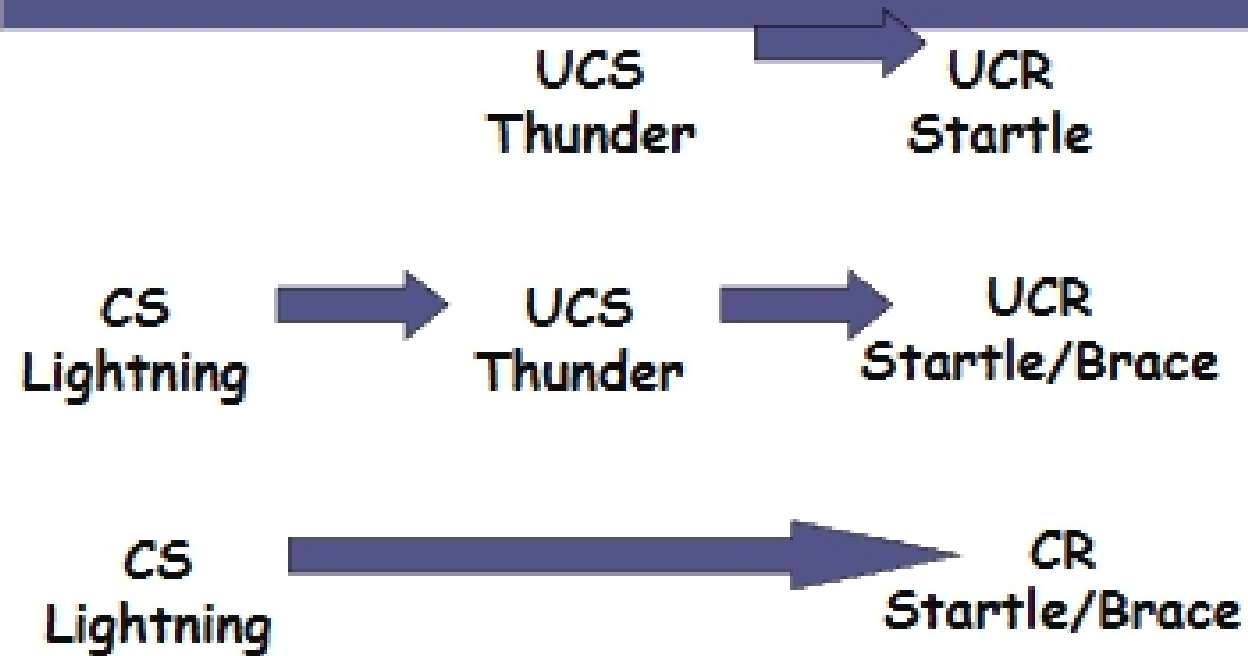 UCS
UCR
Thunder
Startle
CS
UCS
UCR
Lightning
Thunder
Startle/Brace
CS
CR
Lightning
Startle/Brace